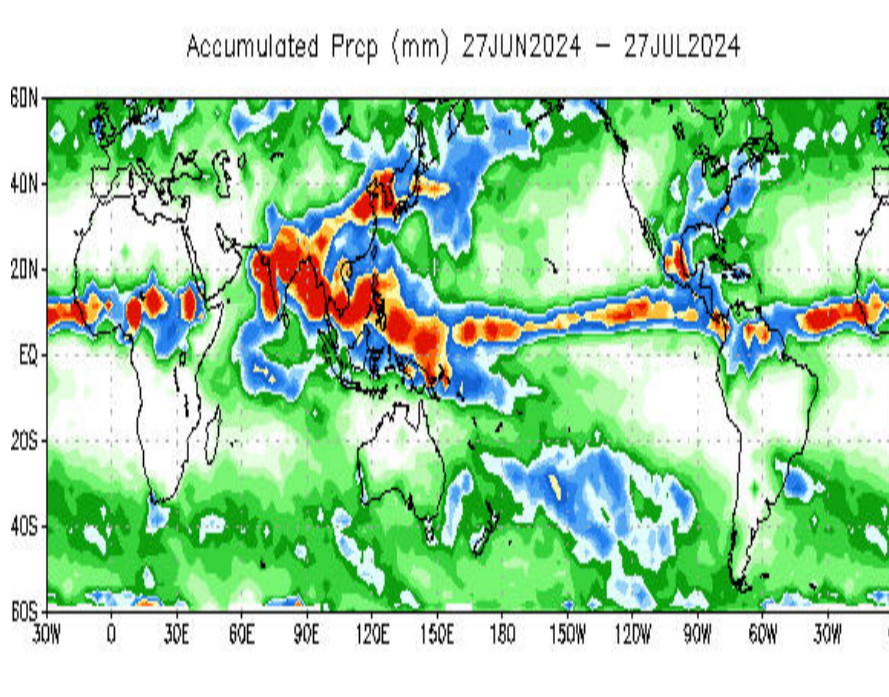 Accumulated Prcp (mm) 27JUN2024 – 27JUL2024
60N
40N
20N
EQ
20S
40S
60S
30W 0 30E 60E 90E 120E 150E 180 150W 120W 90W 60W 30W